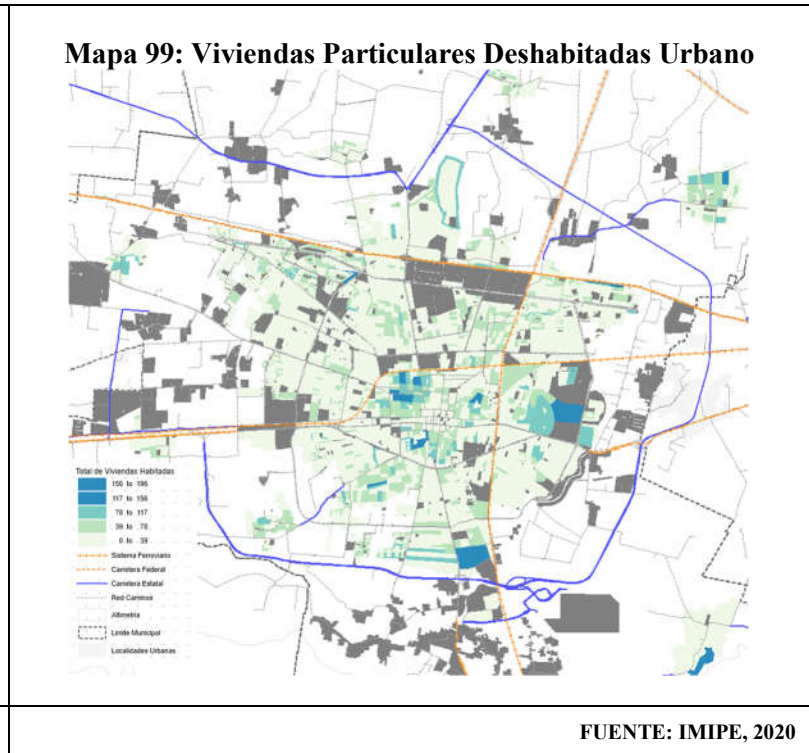 Mapa 99: Viviendas Particulares Deshabitadas Urbano
Total de Viviendas Habitadas
156 to 196
117 to 156
78 to 117
39 to 78
0 to 39
Sistema Ferroviario
Carretera Federal
Carretera Estatal
Red Caminos
Altimetria
Limite Municipal
Localidades Urbanas
FUENTE: IMIPE, 2020